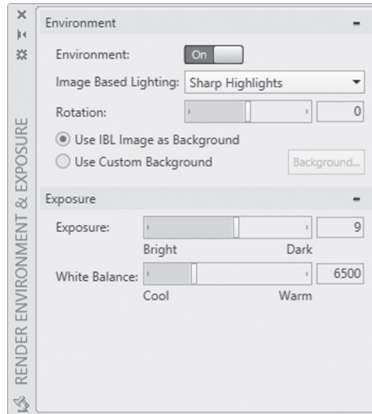 RENDER ENVIRONMENT & EXPOSURE
Environment
Environment: On
Image Based Lighting: Sharp Highlights
Rotation: 0
Use IBL Image as Background
Use Custom Background Background...
Exposure
Exposure: 9
Bright Dark
White Balance: 6500
Cool Warm